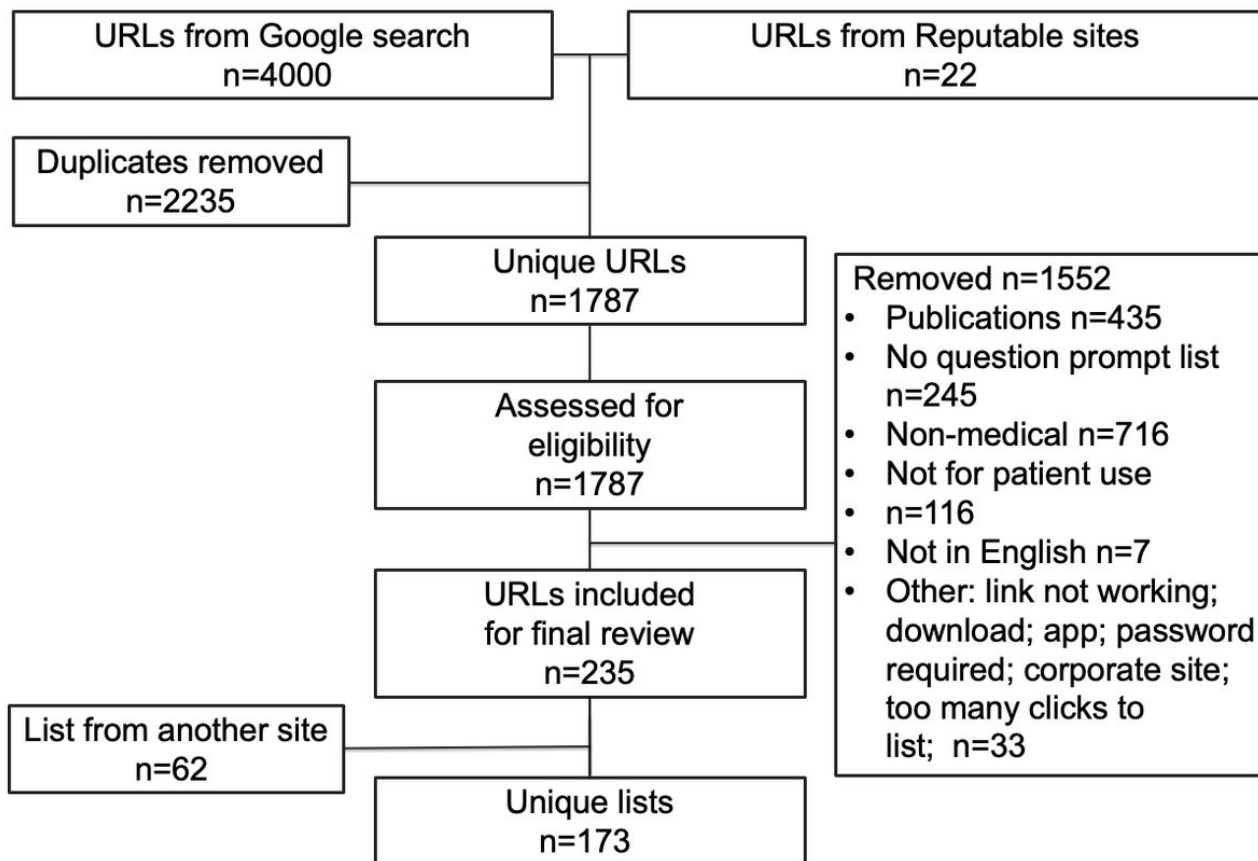 URLs from Google search
n=4000
URLs from Reputable sites
n=22
Duplicates removed
n=2235
Unique URLs
n=1787
Removed n=1552
• Publications n=435
• No question prompt list
n=245
• Non-medical n=716
• Not for patient use
• n=116
• Not in English n=7
• Other: link not working;
download; app; password
required; corporate site;
too many clicks to
list; n=33
Assessed for
eligibility
n=1787
URLs included
for final review
n=235
List from another site
n=62
Unique lists
n=173